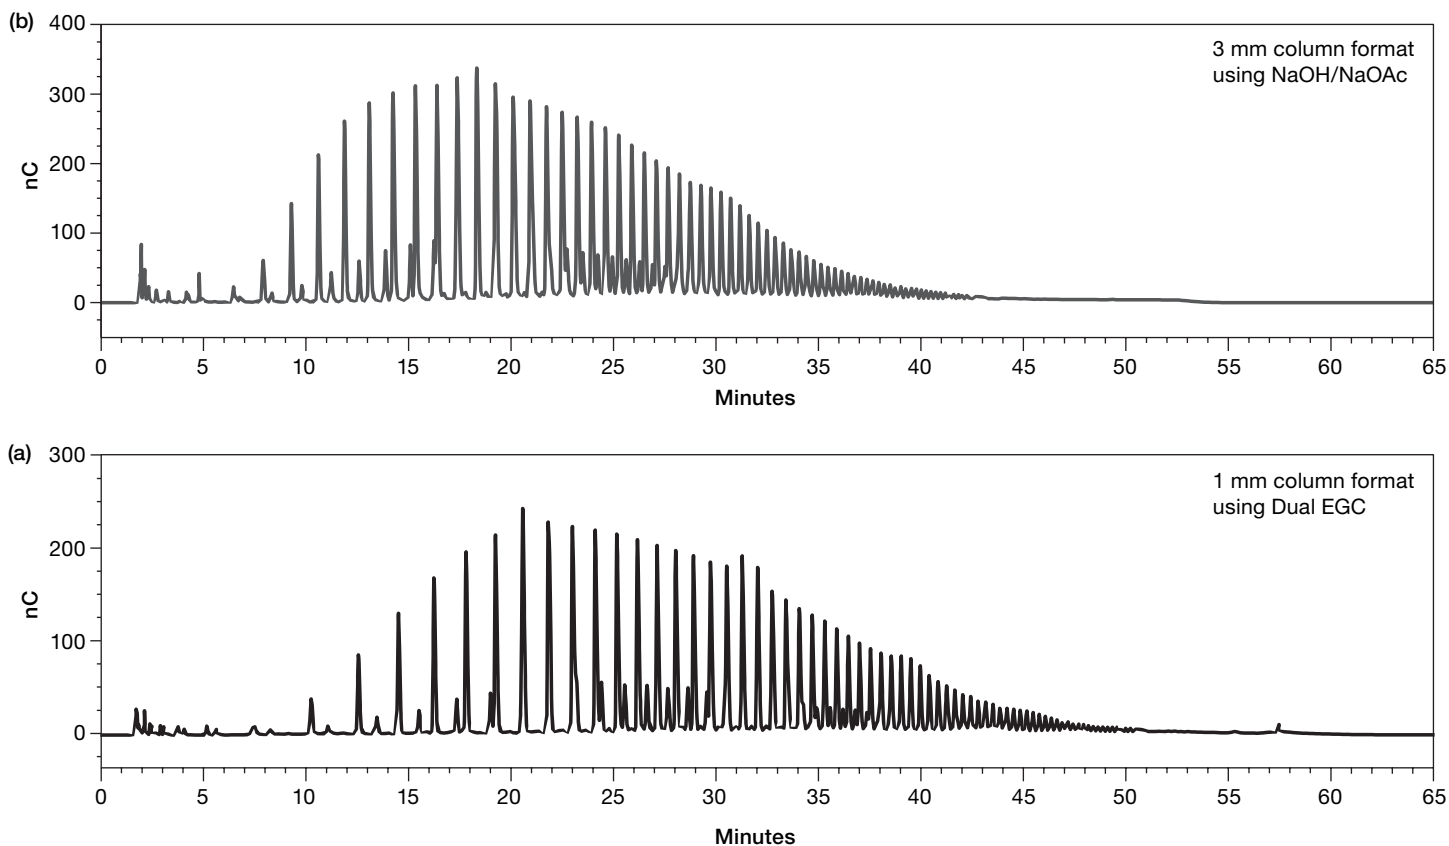 (b)
400
300
200
100
0
nC
3 mm column format
using NaOH/NaOAc
0 5 10 15 20 25 30 35 40 45 50 55 60 65
Minutes
(a)
300
200
100
0
nC
1 mm column format
using Dual EGC
0 5 10 15 20 25 30 35 40 45 50 55 60 65
Minutes